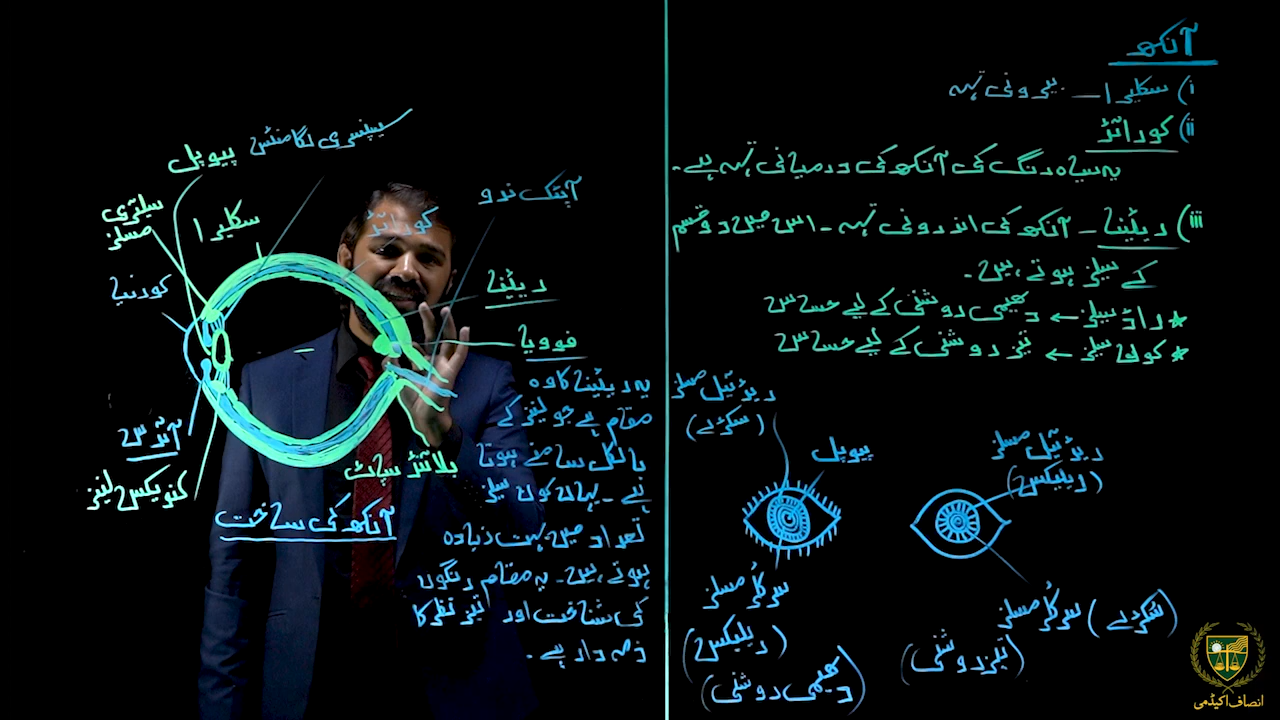 آنکھ
(i سکلیرا — بیرونی تہہ
(ii کورائڈ
یہ سیاہ رنگ کی آنکھ کی درمیانی تہہ ہے۔
(iii ریٹینا - آنکھ کی اندرونی تہہ - اس میں دو قسم
کے سیلز ہوتے ہیں۔
* راڈ سیلز ← دھیمی روشنی کے لیے حساس
* کون سیلز ← تیز روشنی کے لیے حساس
ریڈئیل مسلز
(سکڑے)
پیوپل
سرکلر مسلز
(ریلیکس)
(دھیمی روشنی)
ریڈئیل مسلز
(ریلیکس)
سرکلر مسلز (سکڑے)
(تیز روشنی)
سپنسری لگامنٹس
پیوپل
سیلری
مسلز
سکلیرا
کورنیا
آئرس
کنویکس لینز
آپٹک نرو
کورائڈ
ریٹینا
فوویا
بلائنڈ سپاٹ
آنکھ کی ساخت
یہ ریٹینا کا وہ
مقام ہے جو لینز کے
بالکل سامنے ہوتا
ہے - یہاں کون سیلز
تعداد میں بہت زیادہ
ہوتے ہیں - یہ مقام رنگوں
کی شناخت اور تیز نظر کا
ذمہ دار ہے -
انصاف اکیڈمی